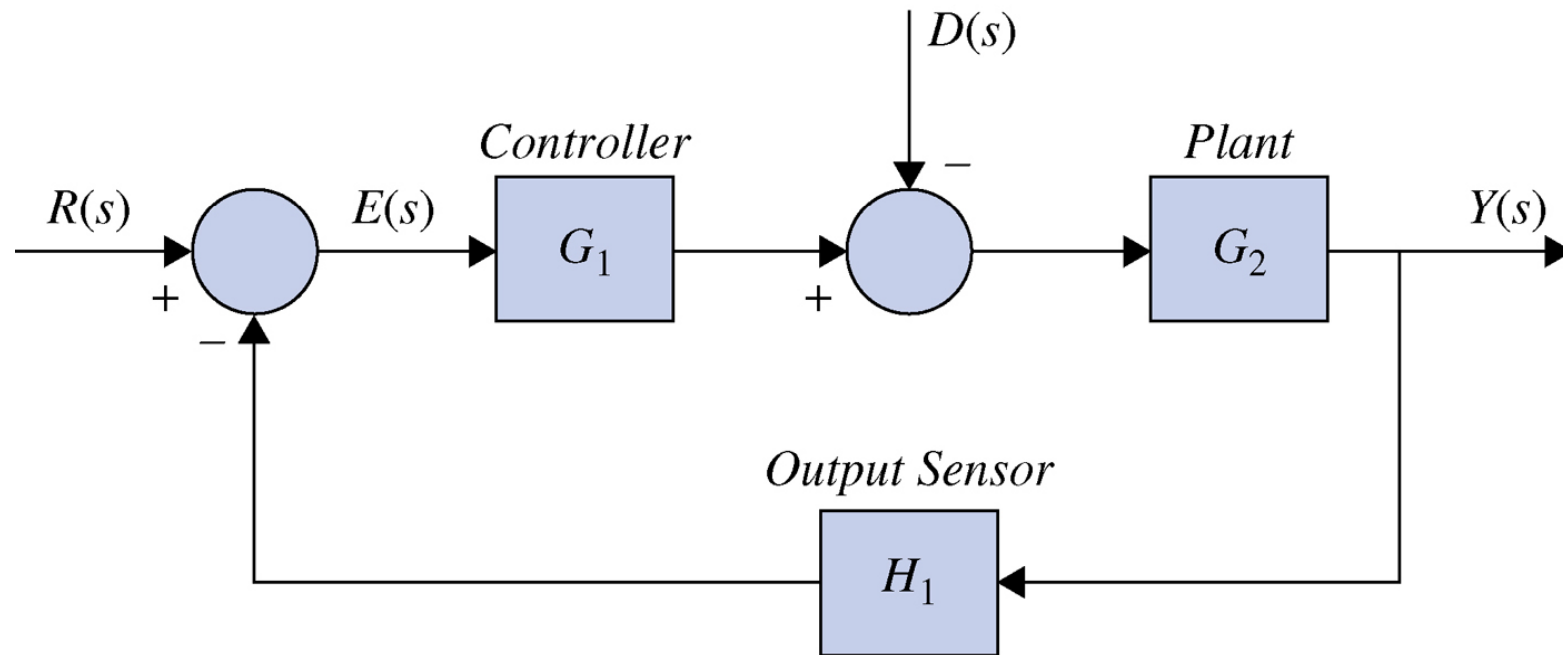 D(s)
Controller
Plant
−
R(s)
E(s)
Y(s)
G₁
G₂
+
+
−
Output Sensor
H₁